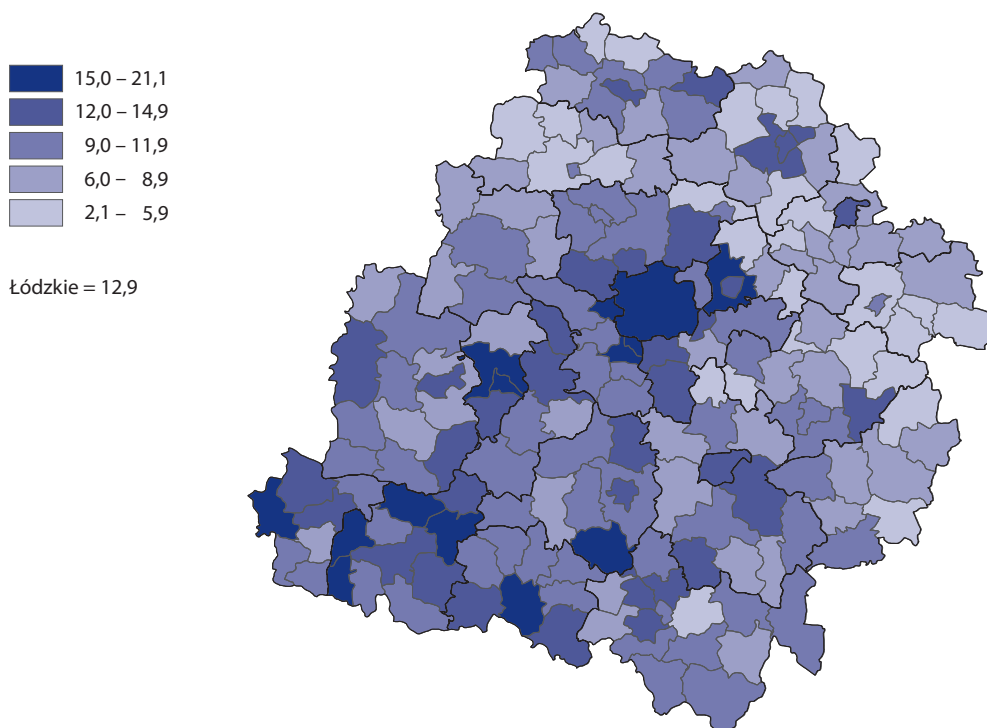 15,0 – 21,1
12,0 – 14,9
9,0 – 11,9
6,0 – 8,9
2,1 – 5,9
Łódzkie = 12,9